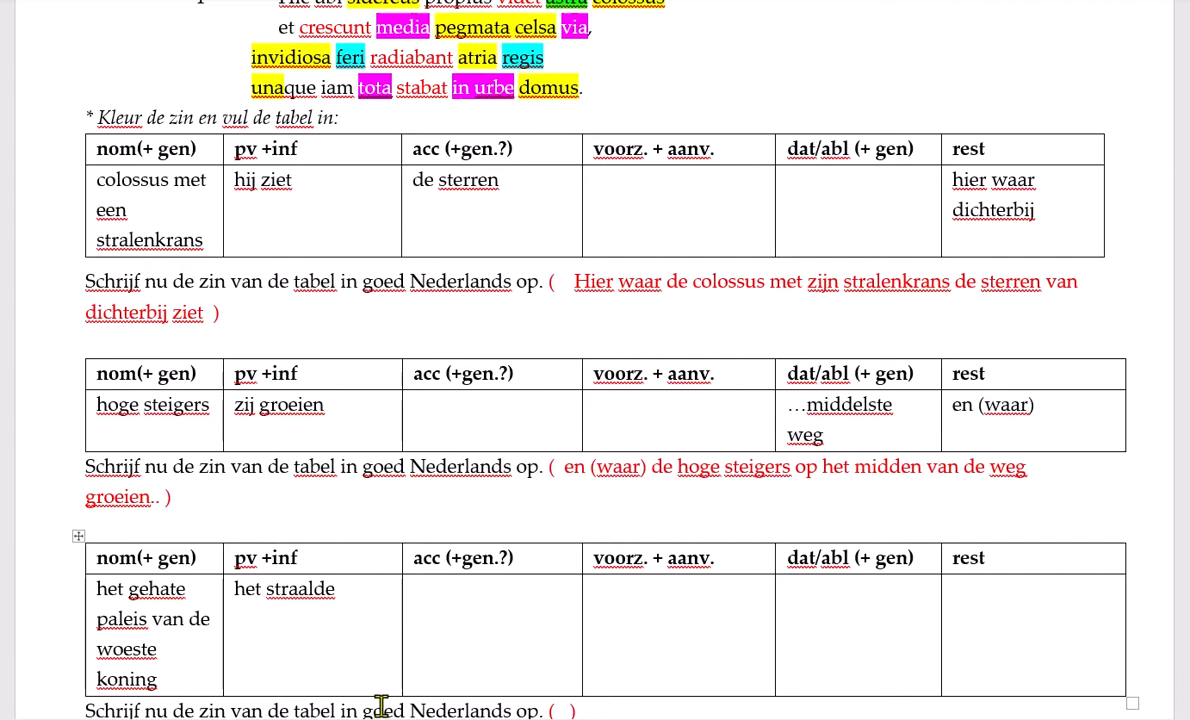 Hic ubi sidereus propius videt astra colossus
et crescunt media pegmata celsa via,
invidiosa feri radiabant atria regis
unaque iam tota stabat in urbe domus.
* Kleur de zin en vul de tabel in:
nom(+ gen) pv +inf acc (+gen.?) voorz. + aanv. dat/abl (+ gen) rest
colossus met hij ziet de sterren hier waar
een dichterbij
stralenkrans
Schrijf nu de zin van de tabel in goed Nederlands op. ( Hier waar de colossus met zijn stralenkrans de sterren van
dichterbij ziet )
nom(+ gen) pv +inf acc (+gen.?) voorz. + aanv. dat/abl (+ gen) rest
hoge steigers zij groeien …middelste en (waar)
weg
Schrijf nu de zin van de tabel in goed Nederlands op. ( en (waar) de hoge steigers op het midden van de weg
groeien.. )
nom(+ gen) pv +inf acc (+gen.?) voorz. + aanv. dat/abl (+ gen) rest
het gehate het straalde
paleis van de
woeste
koning
Schrijf nu de zin van de tabel in goed Nederlands op. ( )